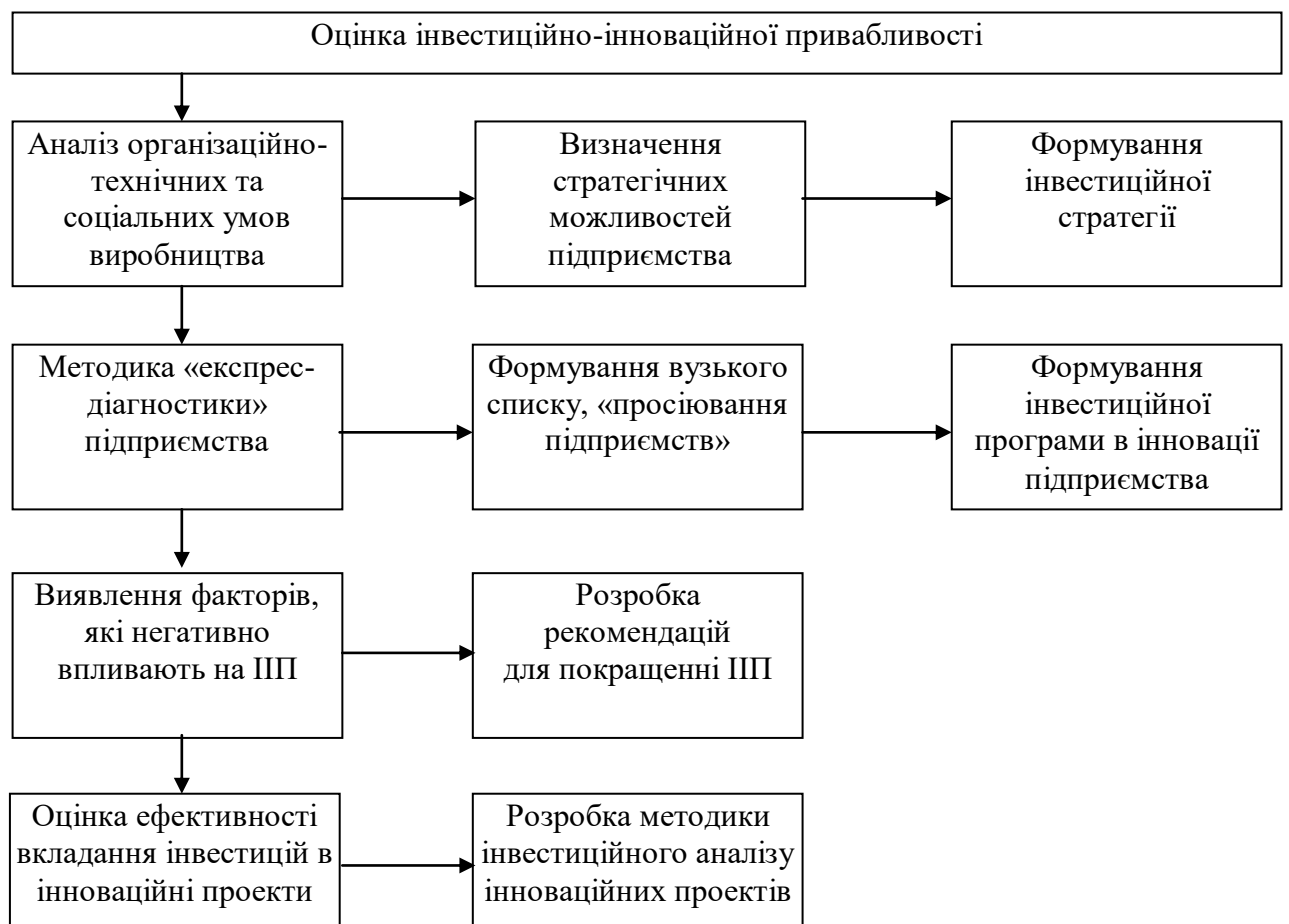 Оцінка інвестиційно-інноваційної привабливості
Аналіз організаційно-
технічних та
соціальних умов
виробництва
Визначення
стратегічних
можливостей
підприємства
Формування
інвестиційної
стратегії
Методика «експрес-
діагностики»
підприємства
Формування вузького
списку, «просіювання
підприємств»
Формування
інвестиційної
програми в інновації
підприємства
Виявлення факторів,
які негативно
впливають на ІІП
Розробка
рекомендацій
для покращенні ІІП
Оцінка ефективності
вкладання інвестицій в
інноваційні проекти
Розробка методики
інвестиційного аналізу
інноваційних проектів